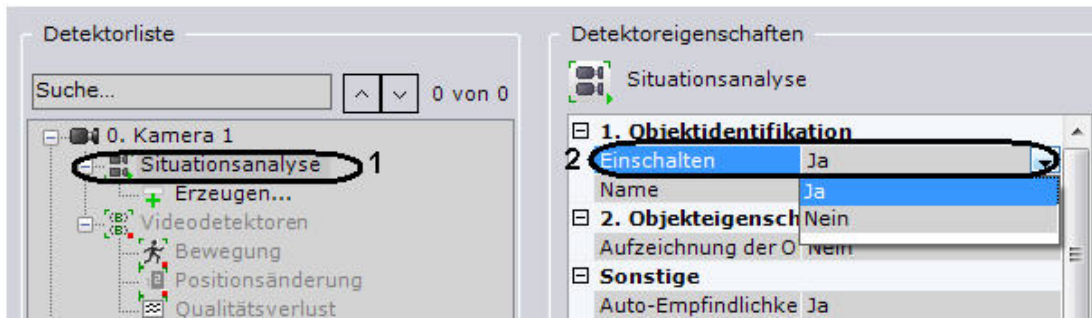 Detektorliste
Suche...
0 von 0
0. Kamera 1
Situationsanalyse 1
Erzeugen...
Videodetektoren
Bewegung
Positionsänderung
Qualitätsverlust
Detektoreigenschaften
Situationsanalyse
1. Objektidentifikation
2 Einschalten Ja
Name Ja
2. Objekteigensch Nein
Aufzeichnung der O Nein
Sonstige
Auto-Empfindlichke Ja